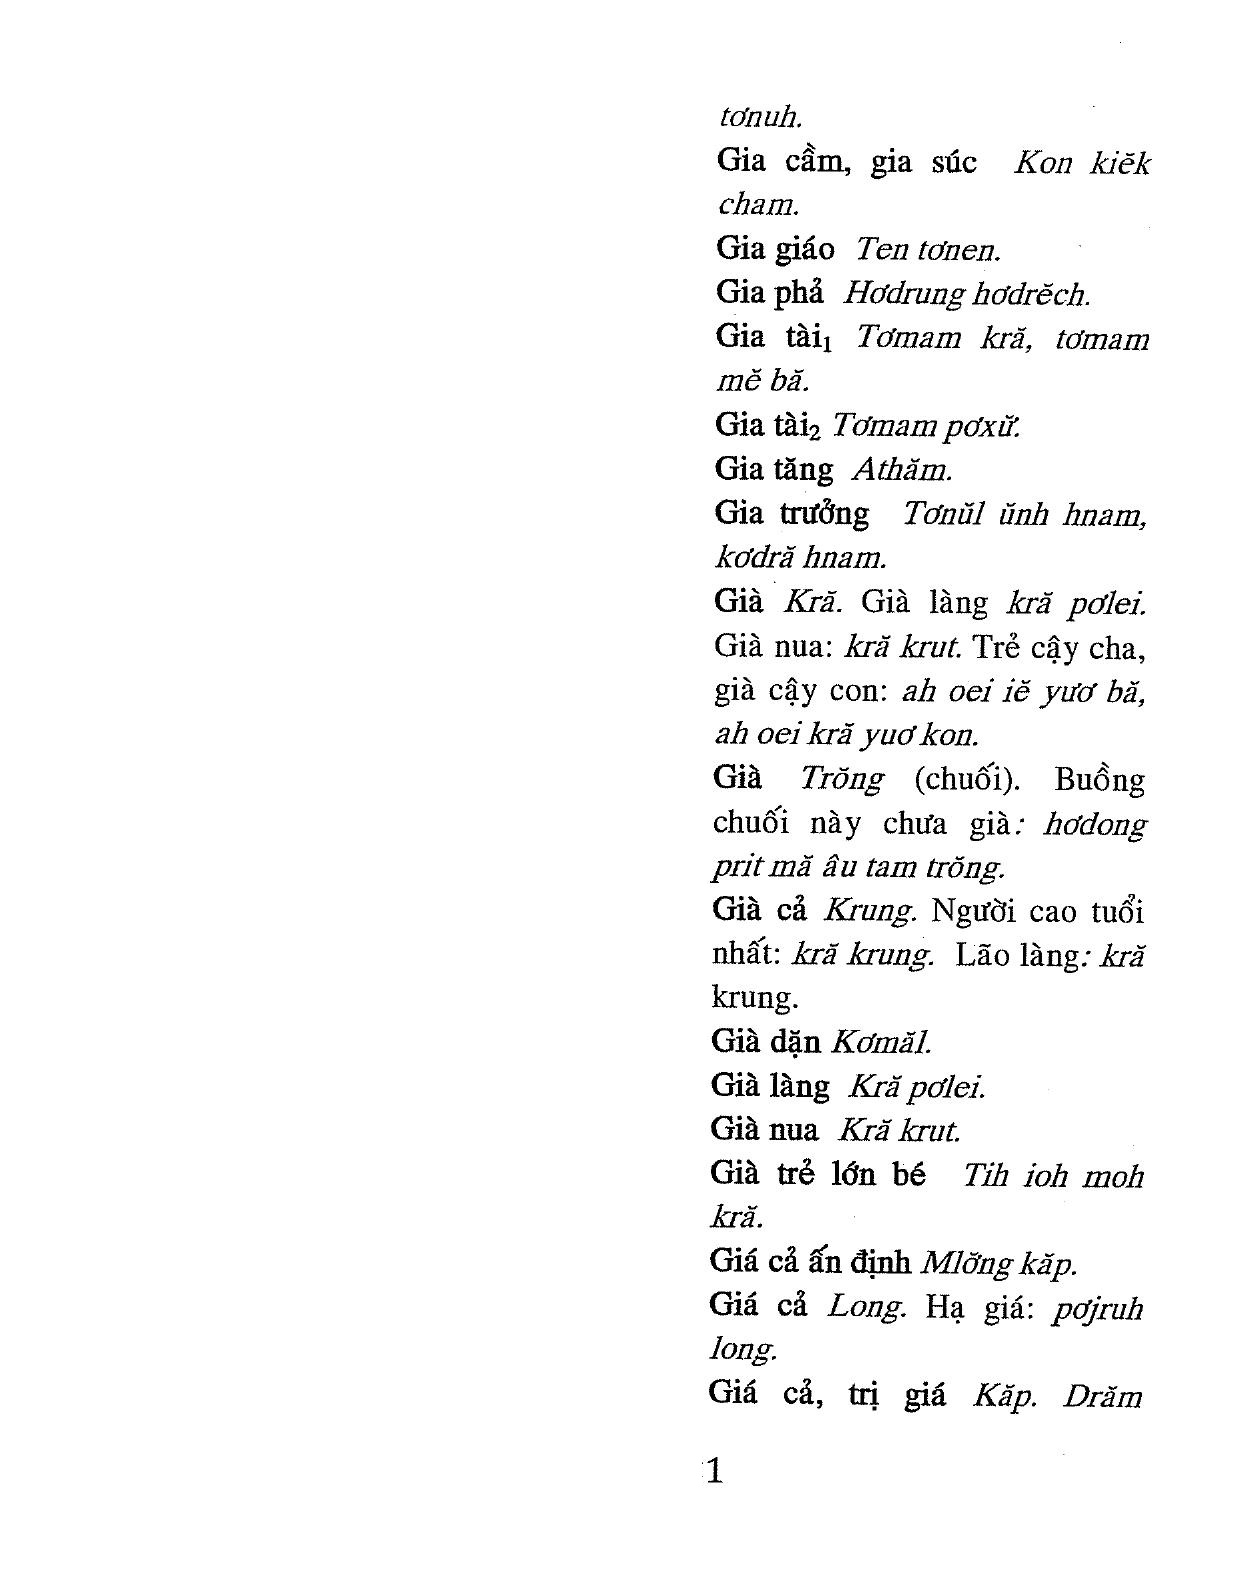 tơnuh.
Gia cầm, gia súc Kon kiĕk
cham.
Gia giáo Ten tơnen.
Gia phả Hơdrung hơdrĕch.
Gia tài₁ Tơmam kră, tơmam
mĕ bă.
Gia tài₂ Tơmam pơxư̆.
Gia tăng Athăm.
Gia trưởng Tơnŭl ŭnh hnam,
kơdră hnam.
Già Kră. Già làng kră pơlei.
Già nua: kră krut. Trẻ cậy cha,
già cậy con: ah oei iĕ yươ bă,
ah oei kră yuơ kon.
Già Trŏng (chuối). Buồng
chuối này chưa già: hơdong
prit mă âu tam trŏng.
Già cả Krung. Người cao tuổi
nhất: kră krung. Lão làng: kră
krung.
Già dặn Kơmăl.
Già làng Kră pơlei.
Già nua Kră krut.
Già trẻ lớn bé Tih ioh moh
kră.
Giá cả ấn định Mlơ̆ng kăp.
Giá cả Long. Hạ giá: pơjruh
long.
Giá cả, trị giá Kăp. Drăm
1